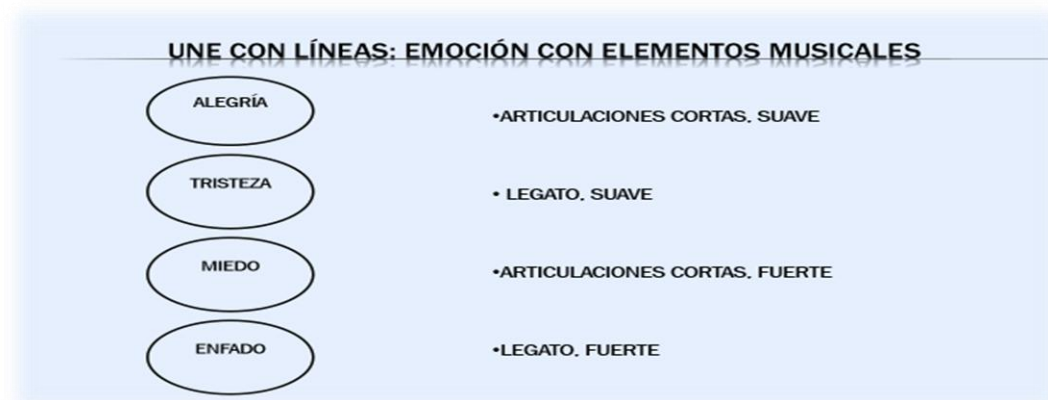 UNE CON LÍNEAS: EMOCIÓN CON ELEMENTOS MUSICALES
ALEGRÍA
•ARTICULACIONES CORTAS, SUAVE
TRISTEZA
• LEGATO, SUAVE
MIEDO
•ARTICULACIONES CORTAS, FUERTE
ENFADO
•LEGATO, FUERTE